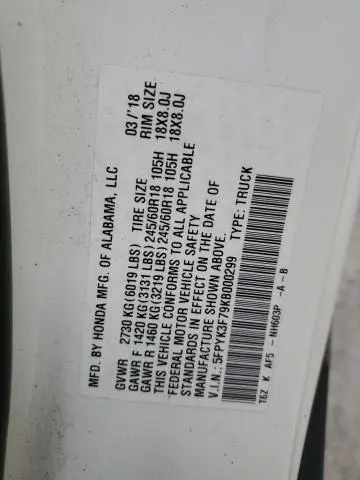 MFD. BY HONDA MFG. OF ALABAMA, LLC 03/'18
GVWR 2730 KG(6019 LBS) TIRE SIZE RIM SIZE
GAWR F 1420 KG(3131 LBS) 245/60R18 105H 18X8.0J
GAWR R 1460 KG(3219 LBS) 245/60R18 105H 18X8.0J
THIS VEHICLE CONFORMS TO ALL APPLICABLE
FEDERAL MOTOR VEHICLE SAFETY
STANDARDS IN EFFECT ON THE DATE OF
MANUFACTURE SHOWN ABOVE.
V.I.N.: 5FPYK3F79KB000299 TYPE: TRUCK
T6Z K AF5 - NH603P -A -B